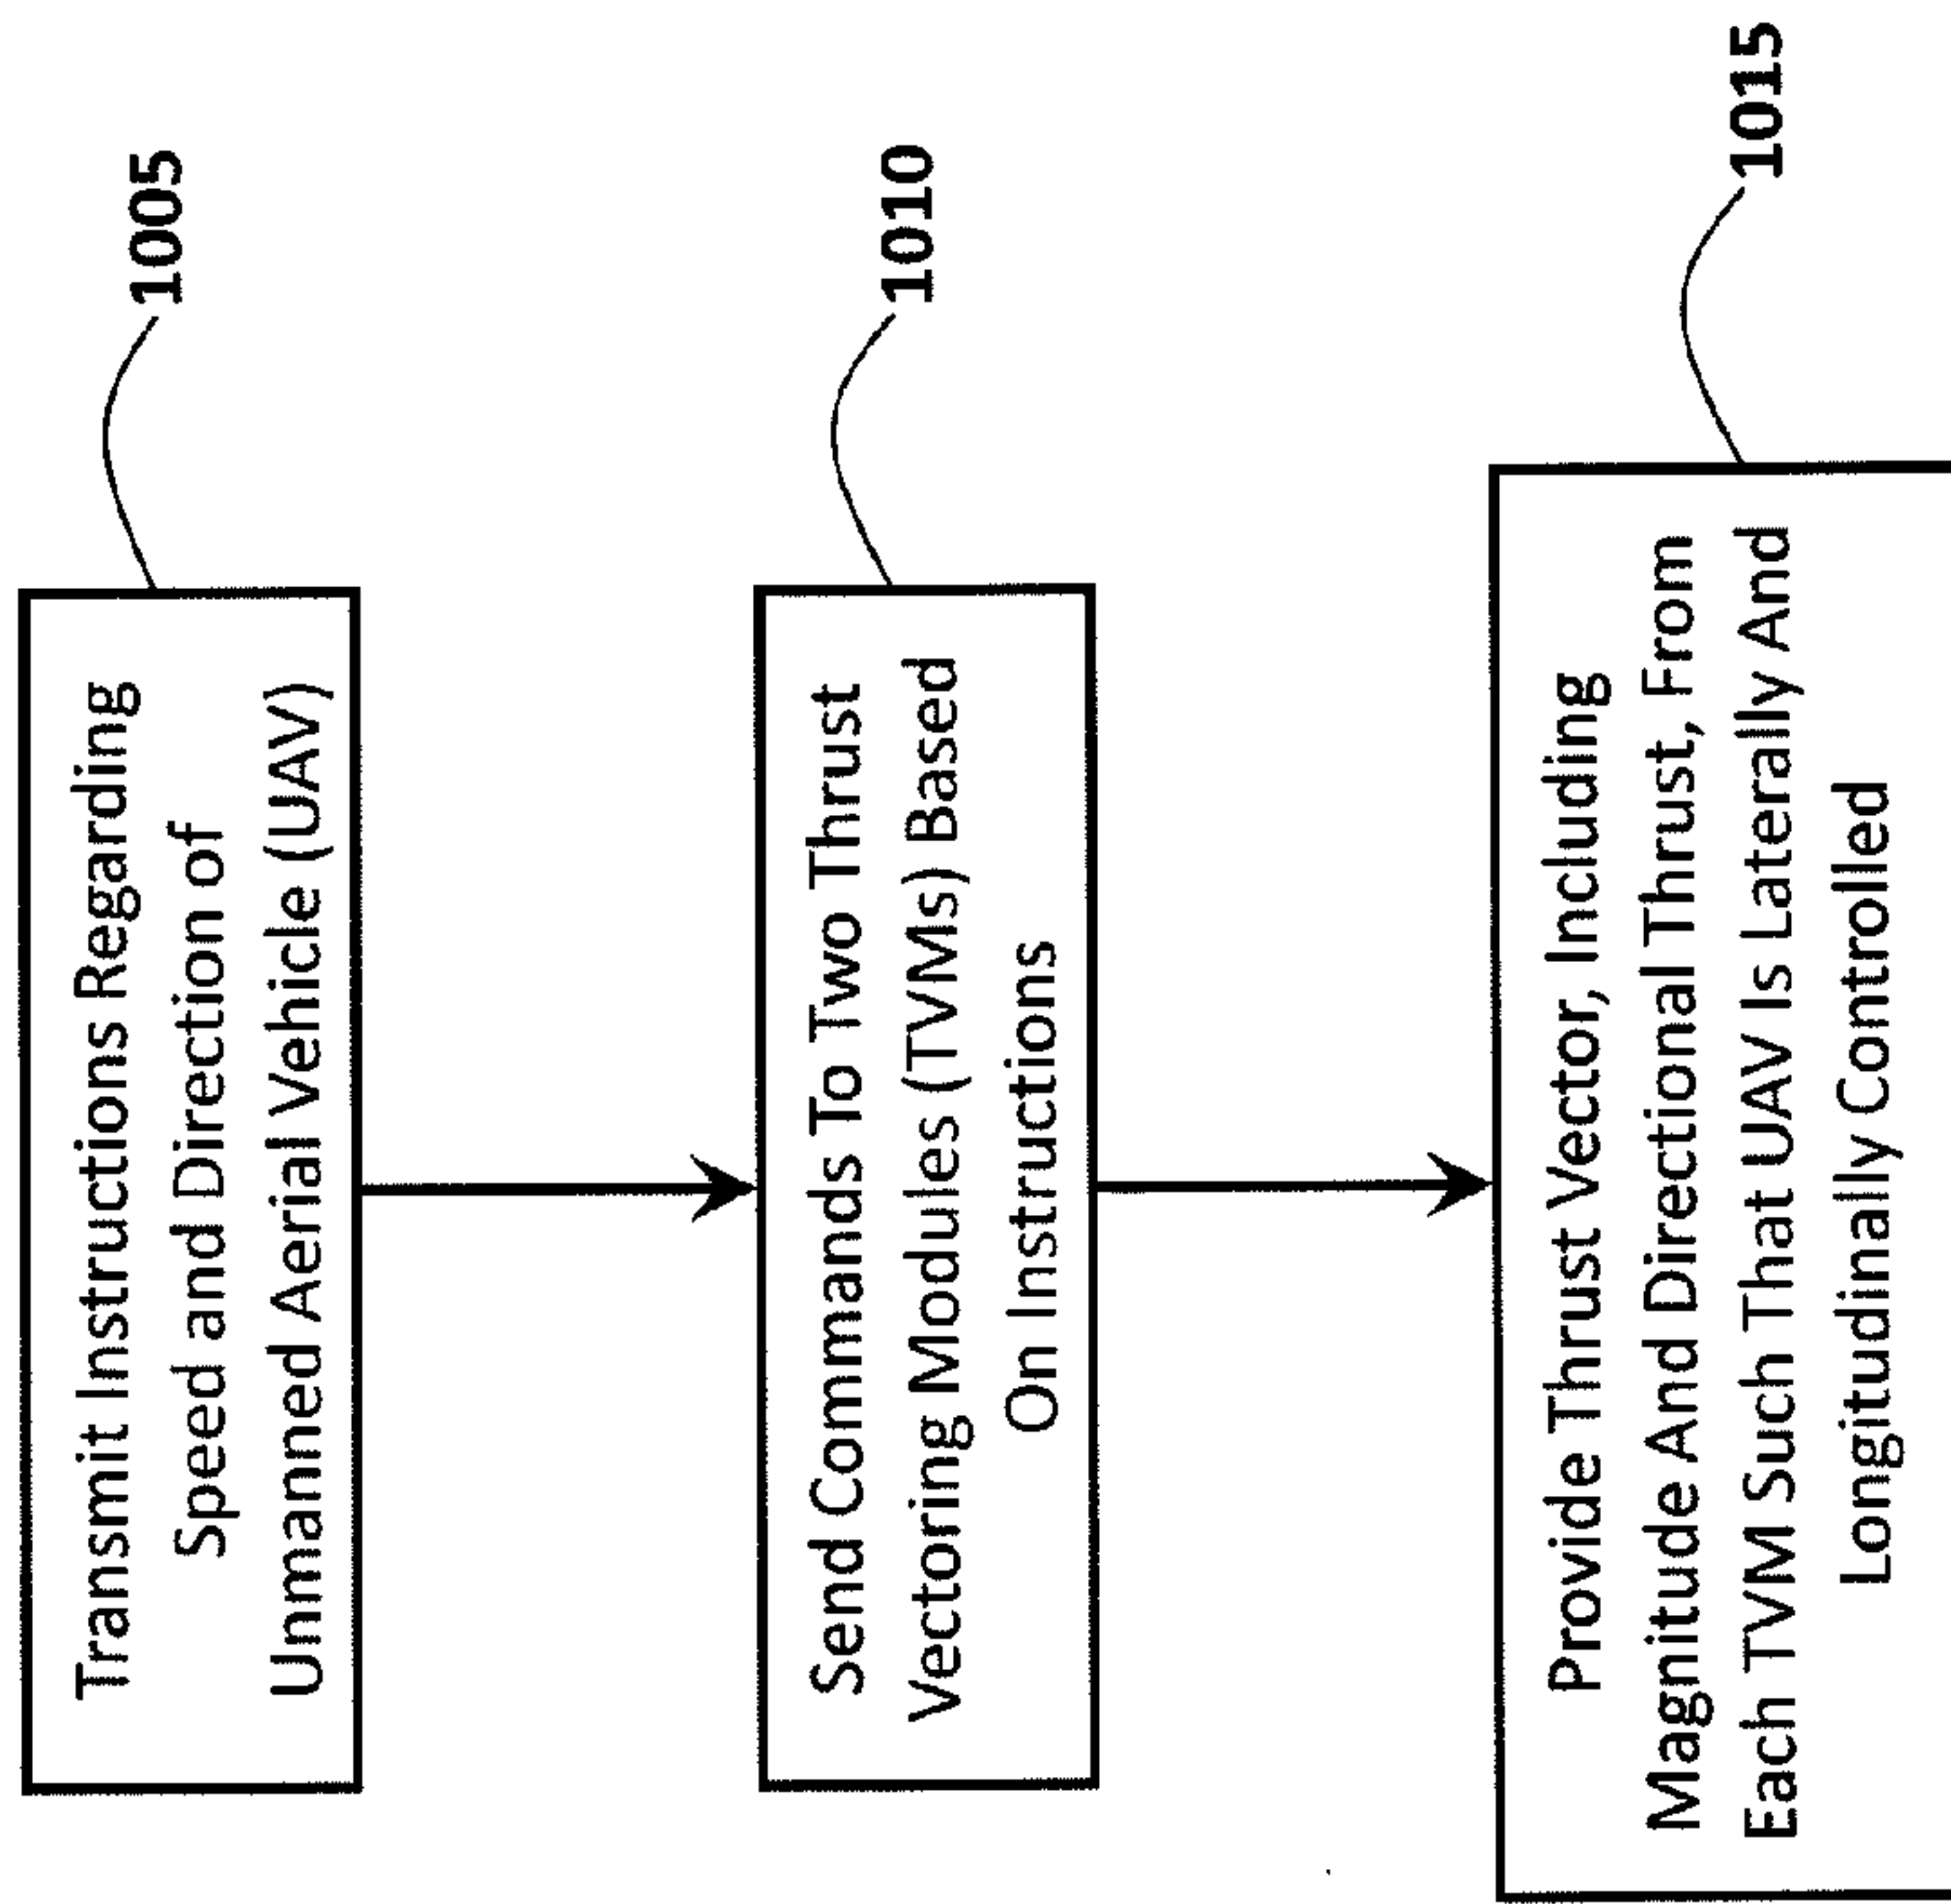 Transmit Instructions Regarding
Speed and Direction of
Unmanned Aerial Vehicle (UAV)
1005
Send Commands To Two Thrust
Vectoring Modules (TVMs) Based
On Instructions
1010
Provide Thrust Vector, Including
Magnitude And Directional Thrust, From
Each TVM Such That UAV Is Laterally And
Longitudinally Controlled
1015